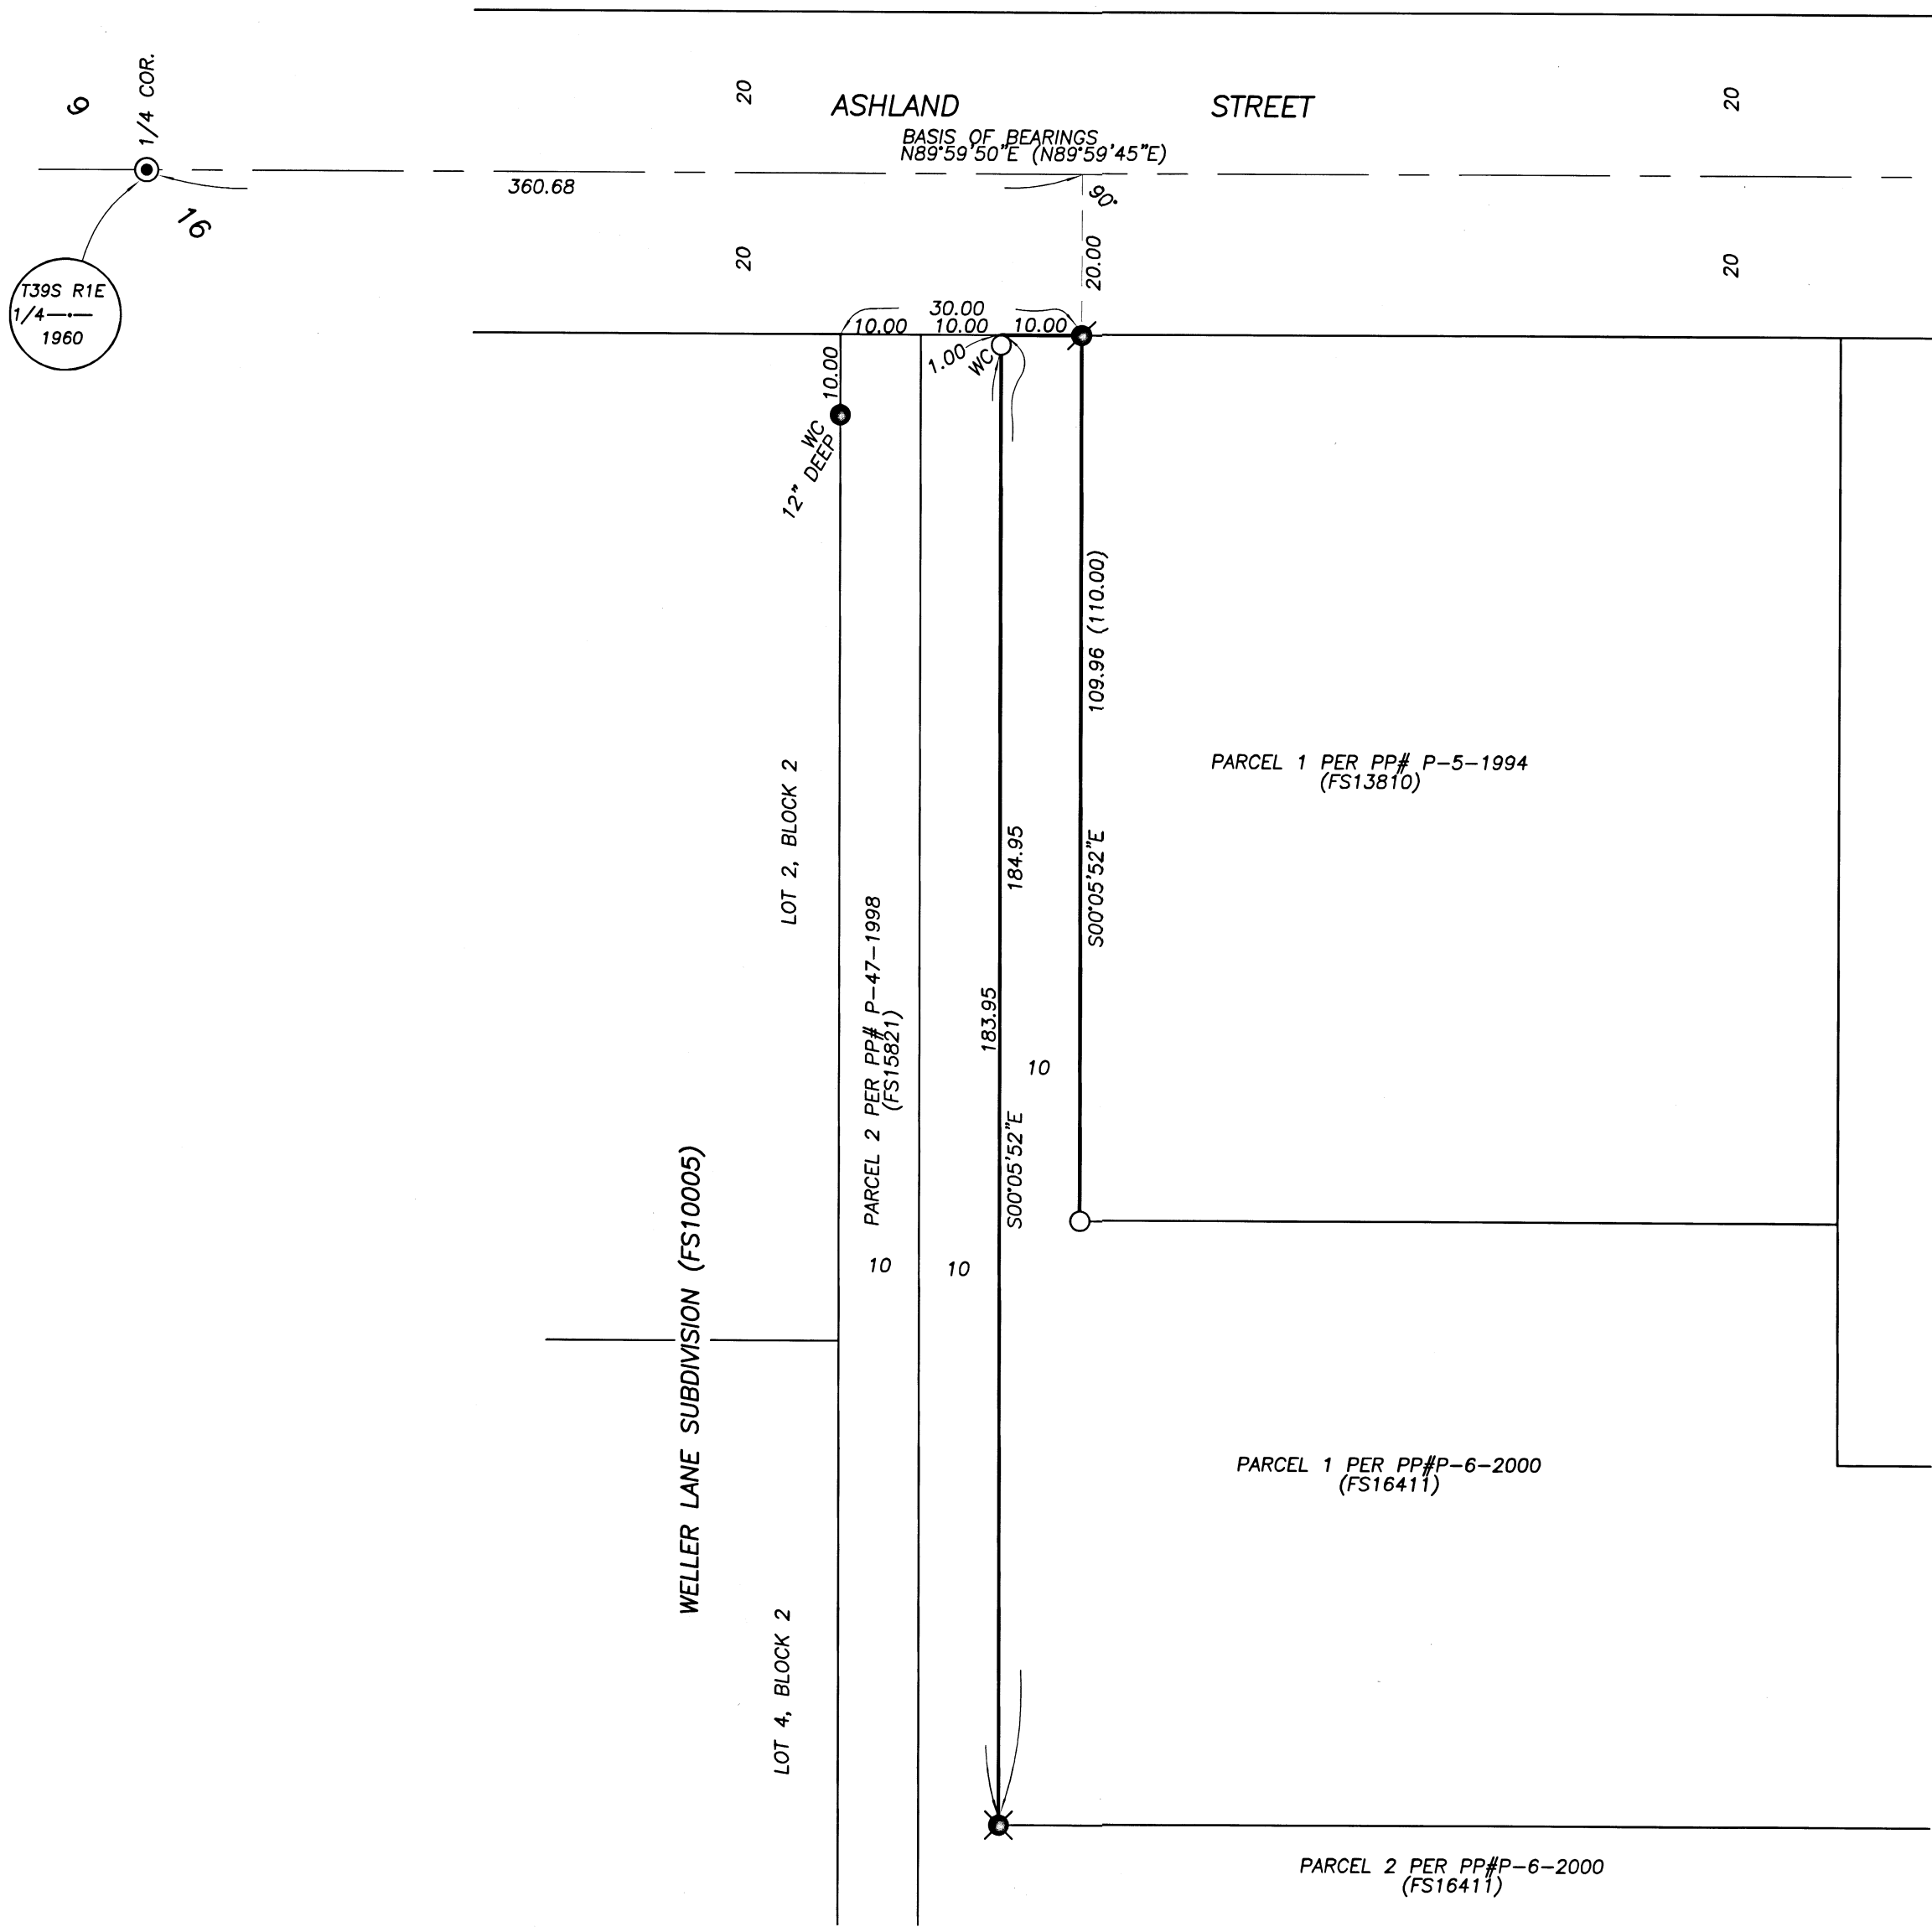 20
20
1/4 COR.
9
ASHLAND STREET
BASIS OF BEARINGS
N89°59'50"E (N89°59'45"E)
360.68
90°
16
20
20.00
20
T39S R1E
1/4
1960
30.00
10.00 10.00 10.00
10.00
1.00
WC
WC
12" DEEP
109.96 (110.00)
S00°05'52"E
PARCEL 1 PER PP# P-5-1994
(FS13810)
LOT 2, BLOCK 2
184.95
183.95
S00°05'52"E
PARCEL 2 PER PP# P-47-1998
(FS15821)
10
10
10
WELLER LANE SUBDIVISION (FS10005)
PARCEL 1 PER PP#P-6-2000
(FS16411)
LOT 4, BLOCK 2
PARCEL 2 PER PP#P-6-2000
(FS16411)